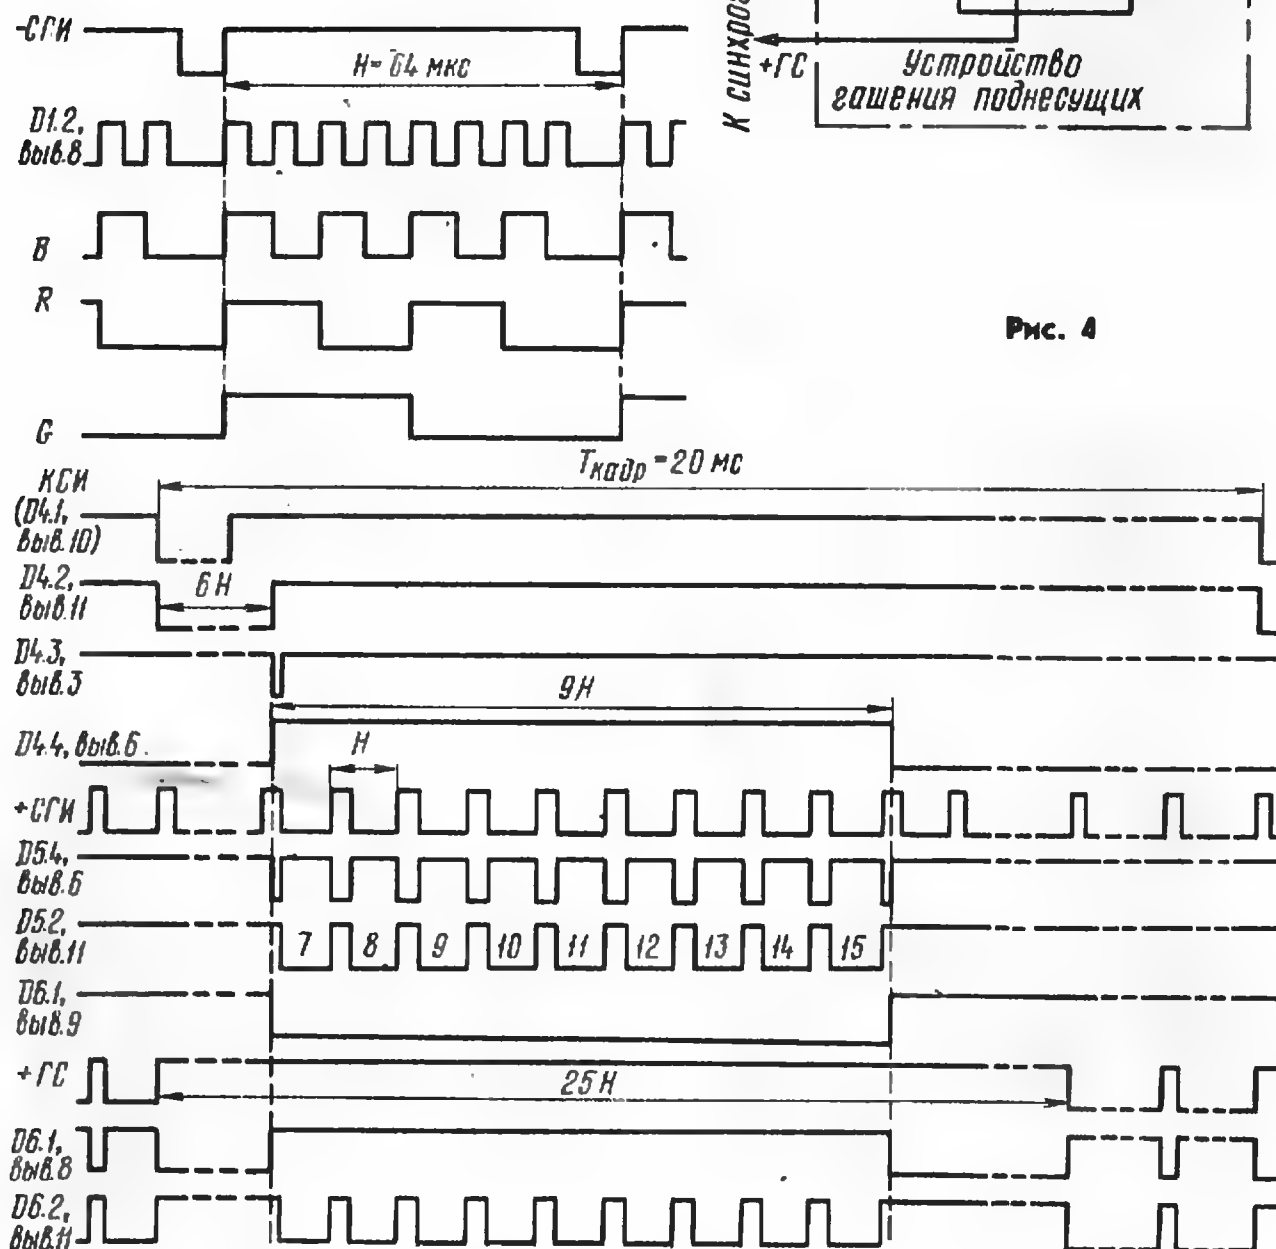 -СГИ
H= 64 мкс
D1.2,
выв.8
B
R
G
К синхро
+ГС
Устройство
гашения поднесущих
Рис. 4
Tкадр=20 мс
КСИ
(D4.1,
выв.10)
D4.2,
выв.11
6H
D4.3,
выв.3
9H
D4.4, выв.6
H
+СГИ
D5.4,
выв.6
D5.2,
выв.11
7 8 9 10 11 12 13 14 15
D6.1,
выв.9
+ГС
25H
D6.1,
выв.8
D6.2,
выв.11